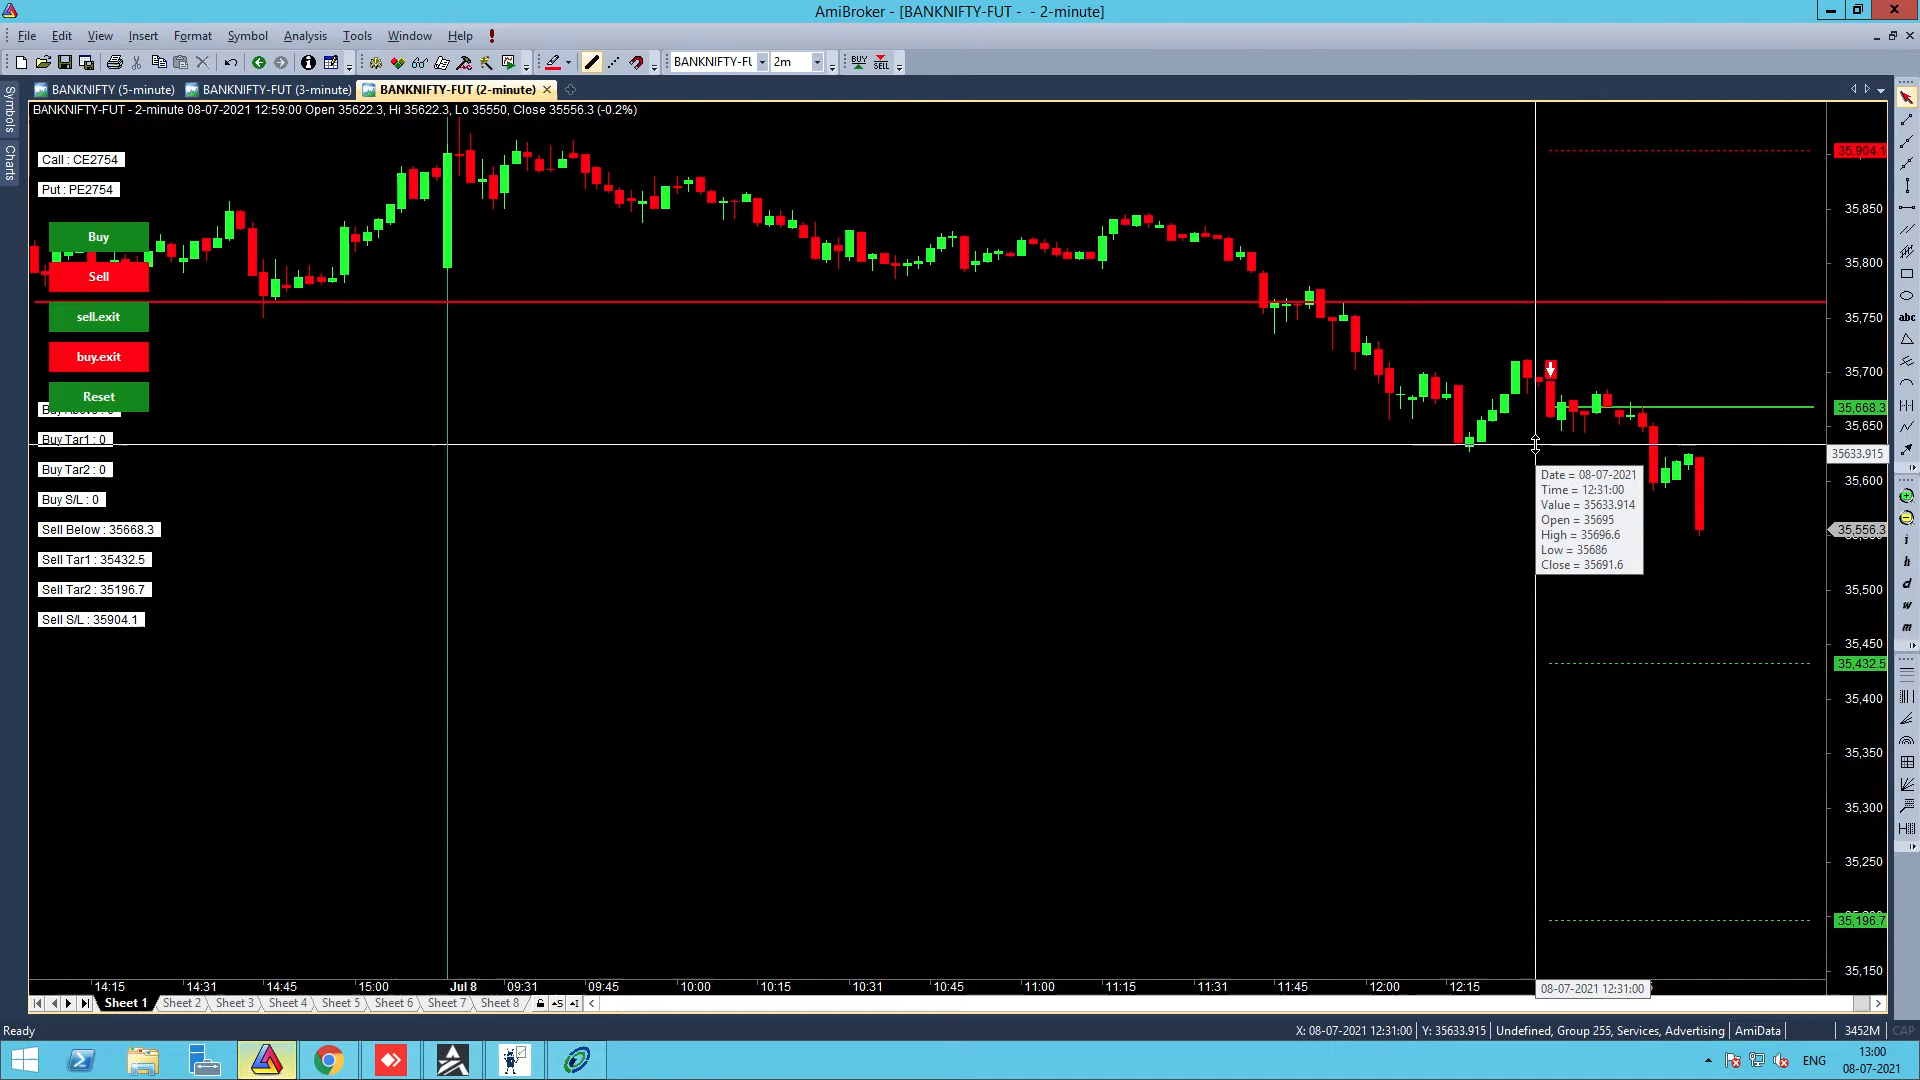 AmiBroker - [BANKNIFTY-FUT - - 2-minute]
File Edit View Insert Format Symbol Analysis Tools Window Help
BANKNIFTY-FU 2m BUY SELL
BANKNIFTY (5-minute) BANKNIFTY-FUT (3-minute) BANKNIFTY-FUT (2-minute)
Symbols
Charts
BANKNIFTY-FUT - 2-minute 08-07-2021 12:59:00 Open 35622.3, Hi 35622.3, Lo 35550, Close 35556.3 (-0.2%)
Call : CE2754
Put : PE2754
Buy
Sell
sell.exit
buy.exit
Reset
Buy Tar1 : 0
Buy Tar2 : 0
Buy S/L : 0
Sell Below : 35668.3
Sell Tar1 : 35432.5
Sell Tar2 : 35196.7
Sell S/L : 35904.1
Date = 08-07-2021
Time = 12:31:00
Value = 35633.914
Open = 35695
High = 35696.6
Low = 35686
Close = 35691.6
35,904.1
35,850
35,800
35,750
35,700
35,668.3
35,650
35633.915
35,600
35,556.3
35,500
35,450
35,432.5
35,400
35,350
35,300
35,250
35,196.7
35,150
abc
i
h
d
w
m
14:15 14:31 14:45 15:00 Jul 8 09:31 09:45 10:00 10:15 10:31 10:45 11:00 11:15 11:31 11:45 12:00 12:15 08-07-2021 12:31:00
Sheet 1 Sheet 2 Sheet 3 Sheet 4 Sheet 5 Sheet 6 Sheet 7 Sheet 8
Ready
X: 08-07-2021 12:31:00 Y: 35633.915 Undefined, Group 255, Services, Advertising AmiData 3452M CAP
ENG
13:00
08-07-2021